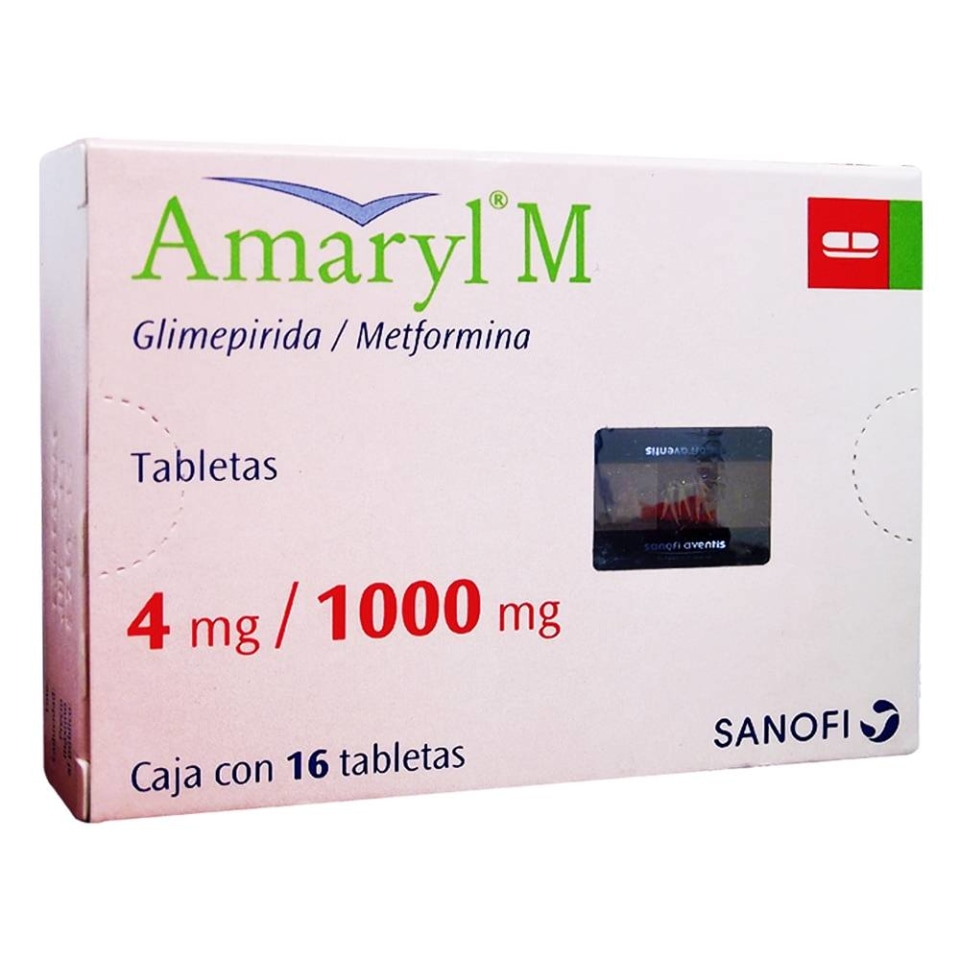 Amaryl® M
Glimepirida / Metformina
Tabletas
sanofi aventis
4 mg / 1000 mg
SANOFI
Caja con 16 tabletas